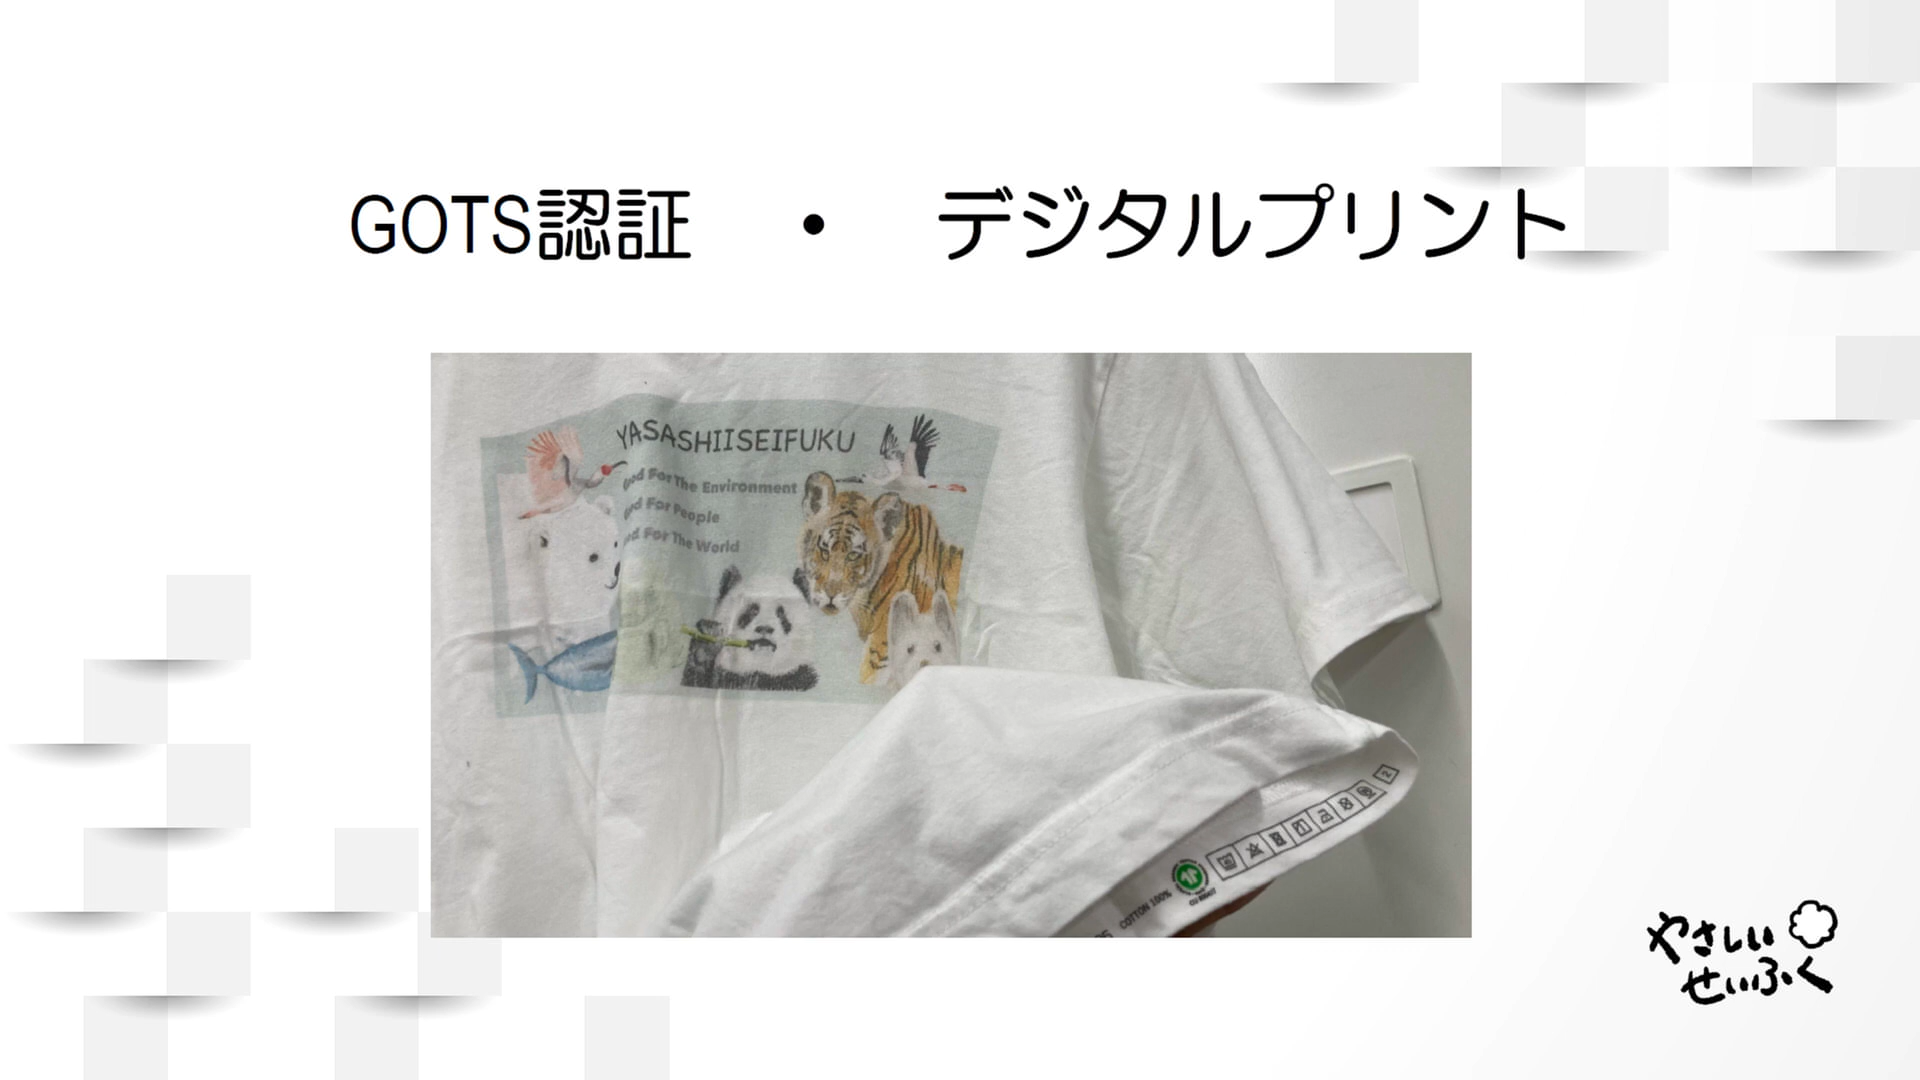 GOTS認証 ・ デジタルプリント
YASASHIISEIFUKU
For The Environment
For People
For The World
COTTON 100%
やさしい
せいふく